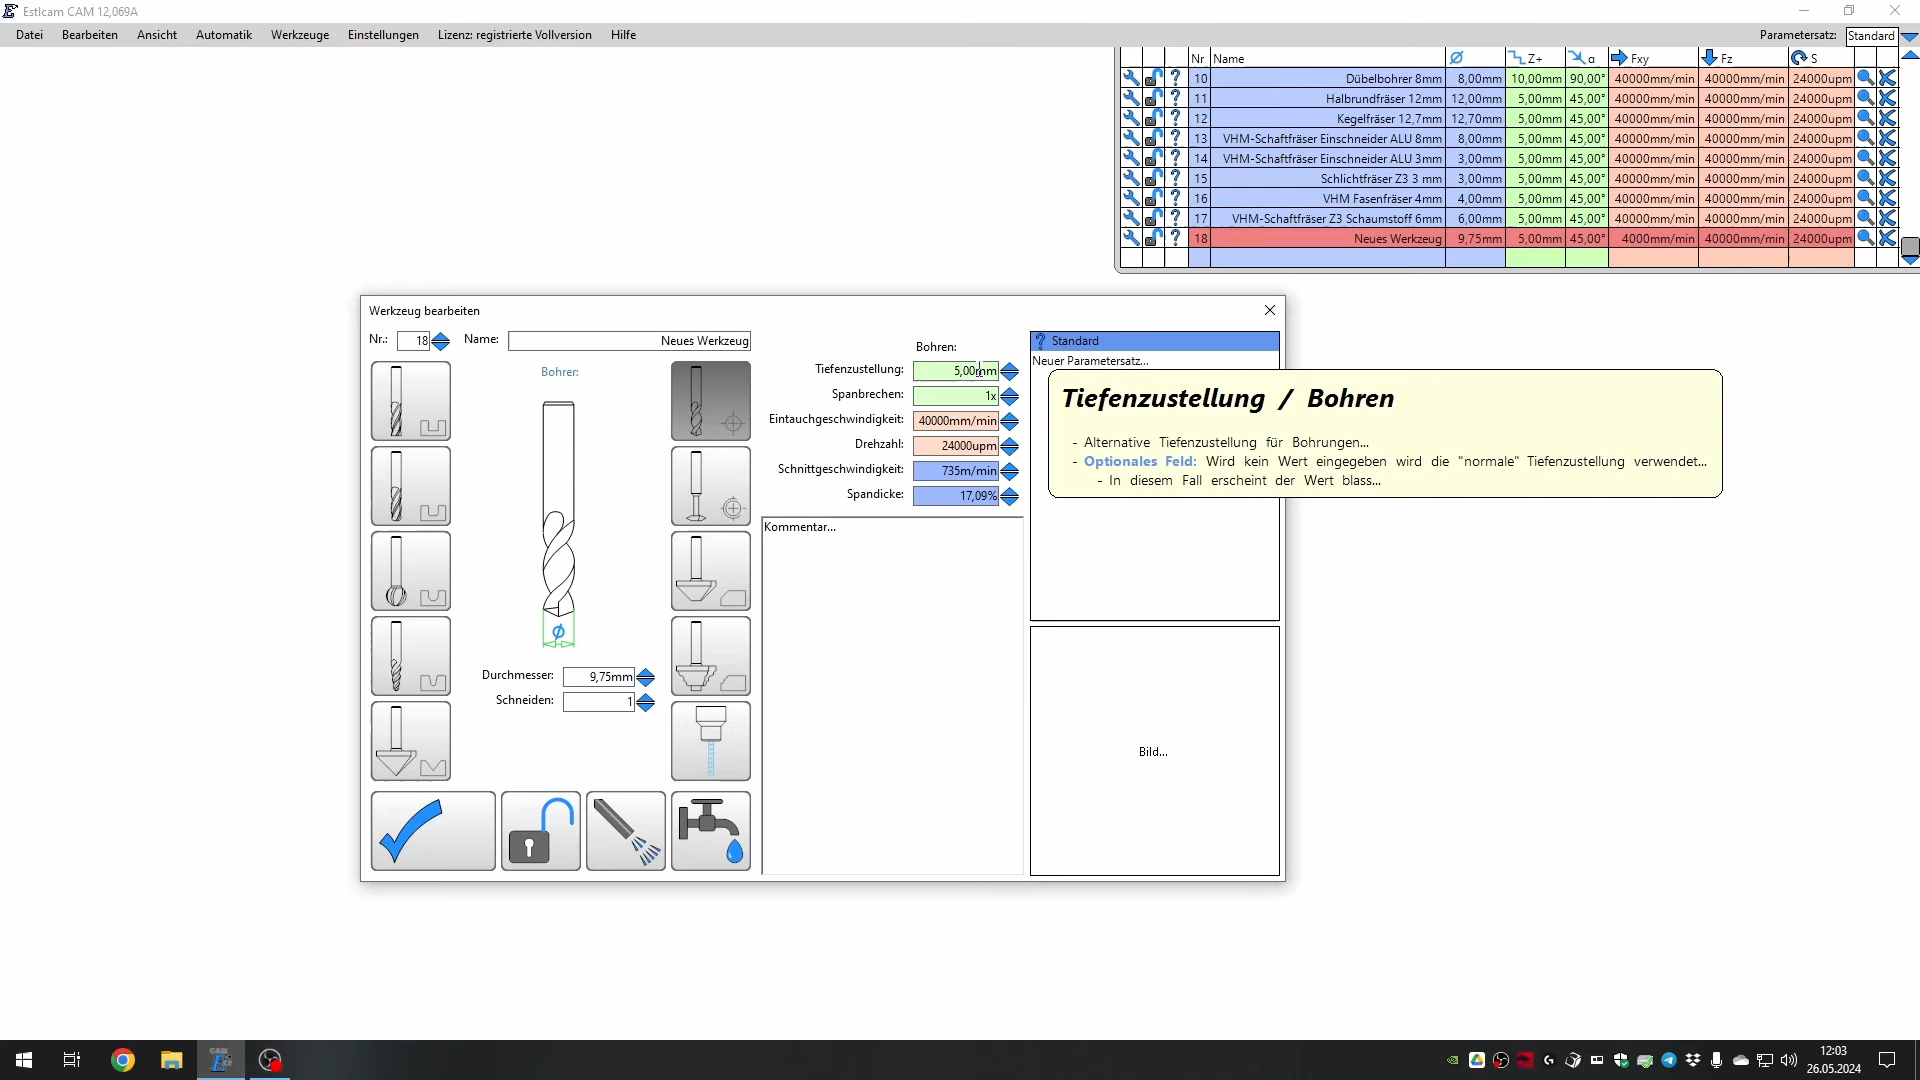 Estlcam CAM 12,069A
Datei Bearbeiten Ansicht Automatik Werkzeuge Einstellungen Lizenz: registrierte Vollversion Hilfe Parametersatz: Standard
Nr Name Ø Z+ α Fxy Fz S
? 10 Dübelbohrer 8mm 8,00mm 10,00mm 90,00° 40000mm/min 40000mm/min 24000upm
? 11 Halbrundfräser 12mm 12,00mm 5,00mm 45,00° 40000mm/min 40000mm/min 24000upm
? 12 Kegelfräser 12,7mm 12,70mm 5,00mm 45,00° 40000mm/min 40000mm/min 24000upm
? 13 VHM-Schaftfräser Einschneider ALU 8mm 8,00mm 5,00mm 45,00° 40000mm/min 40000mm/min 24000upm
? 14 VHM-Schaftfräser Einschneider ALU 3mm 3,00mm 5,00mm 45,00° 40000mm/min 40000mm/min 24000upm
? 15 Schlichtfräser Z3 3 mm 3,00mm 5,00mm 45,00° 40000mm/min 40000mm/min 24000upm
? 16 VHM Fasenfräser 4mm 4,00mm 5,00mm 45,00° 40000mm/min 40000mm/min 24000upm
? 17 VHM-Schaftfräser Z3 Schaumstoff 6mm 6,00mm 5,00mm 45,00° 40000mm/min 40000mm/min 24000upm
? 18 Neues Werkzeug 9,75mm 5,00mm 45,00° 4000mm/min 40000mm/min 24000upm
Werkzeug bearbeiten
Nr.: 18 Name: Neues Werkzeug
Bohrer:
Ø
Durchmesser: 9,75mm
Schneiden: 1
Bohren:
Tiefenzustellung: 5,00mm
Spanbrechen: 1x
Eintauchgeschwindigkeit: 40000mm/min
Drehzahl: 24000upm
Schnittgeschwindigkeit: 735m/min
Spandicke: 17,09%
Kommentar...
? Standard
Neuer Parametersatz...
Tiefenzustellung / Bohren
- Alternative Tiefenzustellung für Bohrungen...
- Optionales Feld: Wird kein Wert eingegeben wird die "normale" Tiefenzustellung verwendet...
- In diesem Fall erscheint der Wert blass...
Bild...
CAM
12:03
26.05.2024